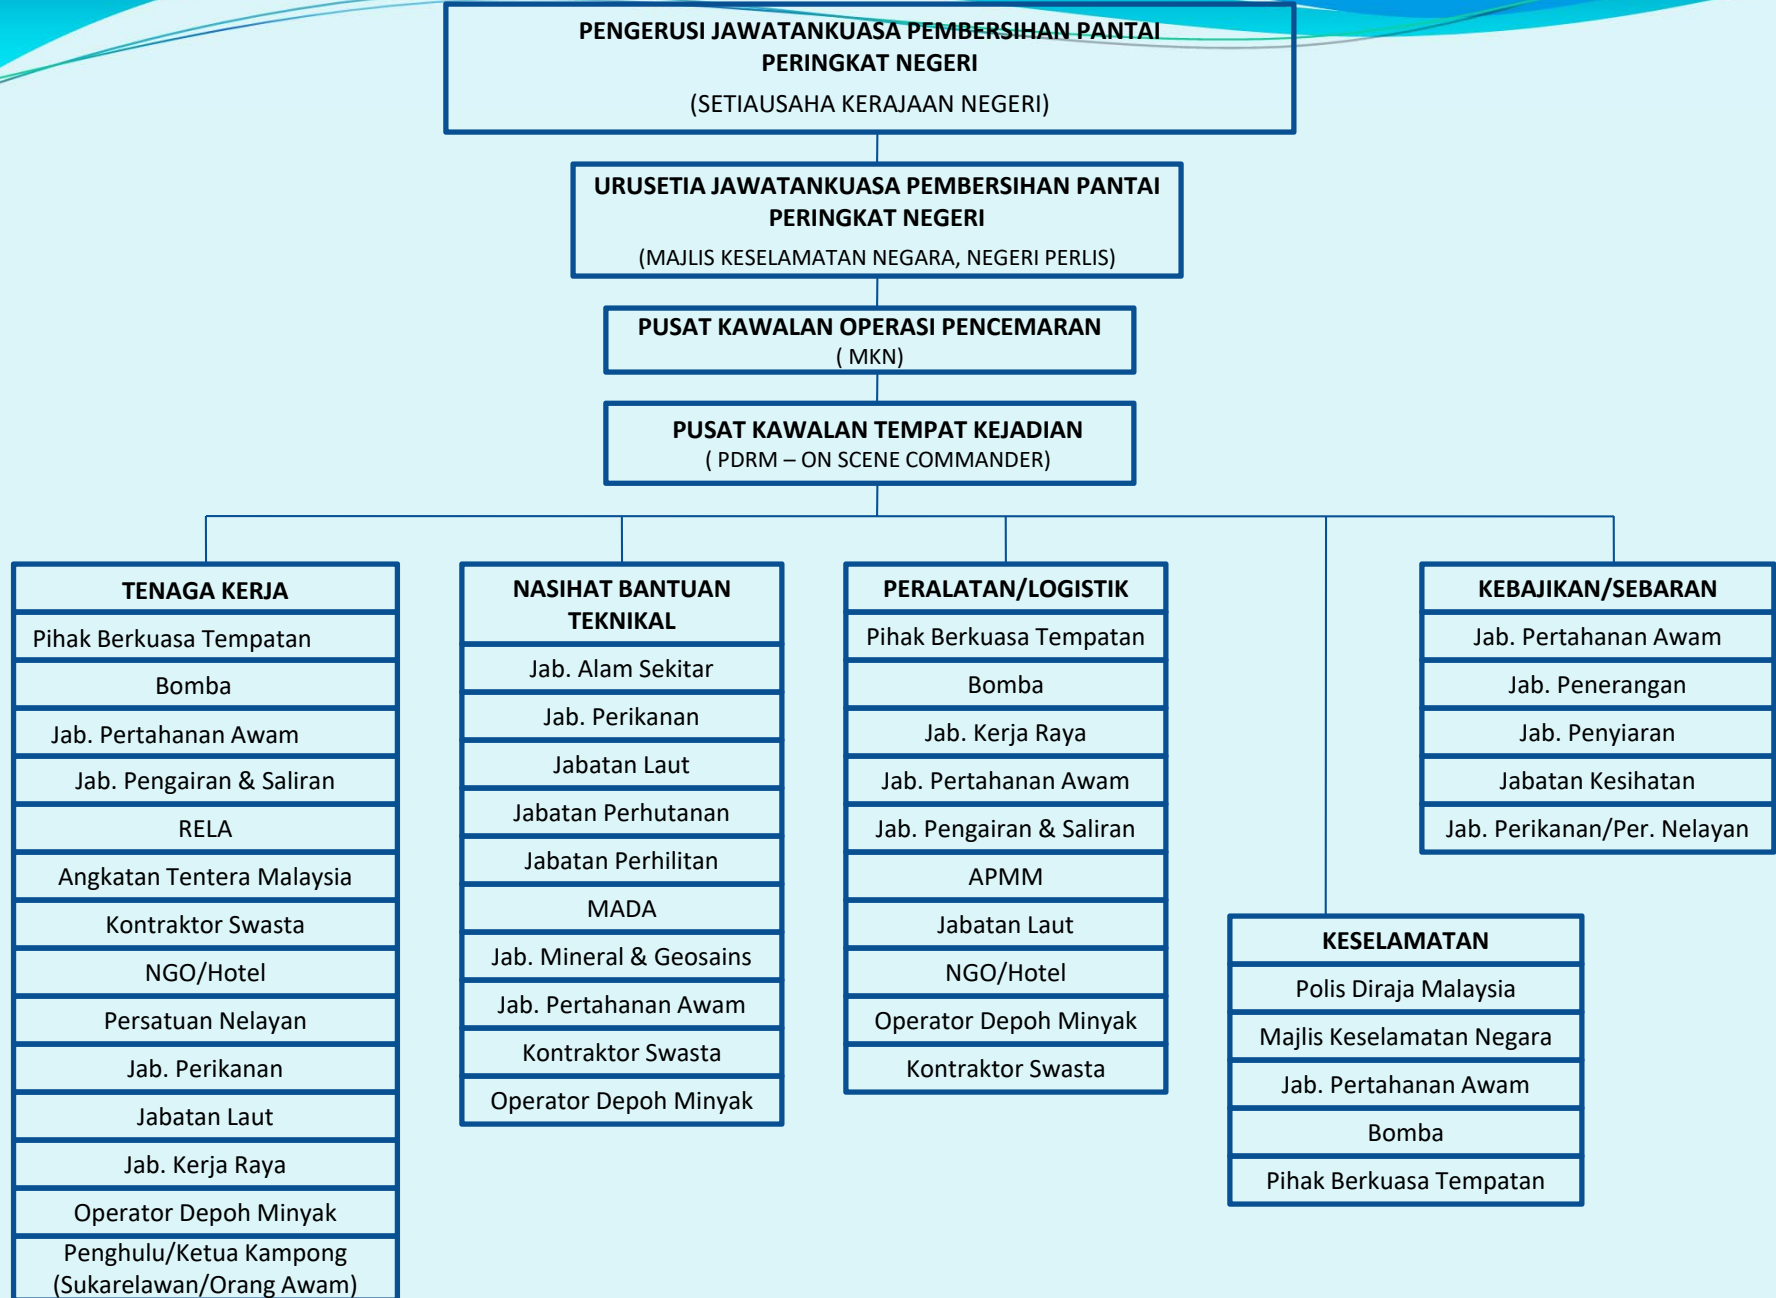 PENGERUSI JAWATANKUASA PEMBERSIHAN PANTAI
PERINGKAT NEGERI
(SETIAUSAHA KERAJAAN NEGERI)
URUSETIA JAWATANKUASA PEMBERSIHAN PANTAI
PERINGKAT NEGERI
(MAJLIS KESELAMATAN NEGARA, NEGERI PERLIS)
PUSAT KAWALAN OPERASI PENCEMARAN
( MKN)
PUSAT KAWALAN TEMPAT KEJADIAN
( PDRM – ON SCENE COMMANDER)
TENAGA KERJA
Pihak Berkuasa Tempatan
Bomba
Jab. Pertahanan Awam
Jab. Pengairan & Saliran
RELA
Angkatan Tentera Malaysia
Kontraktor Swasta
NGO/Hotel
Persatuan Nelayan
Jab. Perikanan
Jabatan Laut
Jab. Kerja Raya
Operator Depoh Minyak
Penghulu/Ketua Kampong
(Sukarelawan/Orang Awam)
NASIHAT BANTUAN
TEKNIKAL
Jab. Alam Sekitar
Jab. Perikanan
Jabatan Laut
Jabatan Perhutanan
Jabatan Perhilitan
MADA
Jab. Mineral & Geosains
Jab. Pertahanan Awam
Kontraktor Swasta
Operator Depoh Minyak
PERALATAN/LOGISTIK
Pihak Berkuasa Tempatan
Bomba
Jab. Kerja Raya
Jab. Pertahanan Awam
Jab. Pengairan & Saliran
APMM
Jabatan Laut
NGO/Hotel
Operator Depoh Minyak
Kontraktor Swasta
KESELAMATAN
Polis Diraja Malaysia
Majlis Keselamatan Negara
Jab. Pertahanan Awam
Bomba
Pihak Berkuasa Tempatan
KEBAJIKAN/SEBARAN
Jab. Pertahanan Awam
Jab. Penerangan
Jab. Penyiaran
Jabatan Kesihatan
Jab. Perikanan/Per. Nelayan